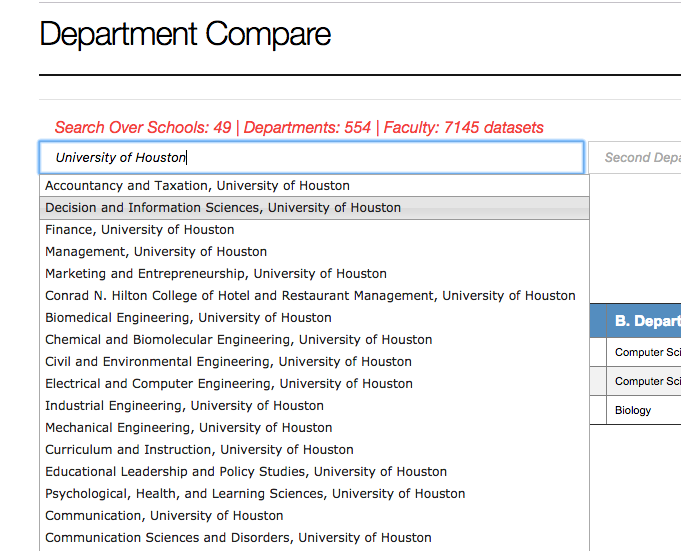 Department Compare
Search Over Schools: 49 | Departments: 554 | Faculty: 7145 datasets
University of Houston
Second Depa
Accountancy and Taxation, University of Houston
Decision and Information Sciences, University of Houston
Finance, University of Houston
Management, University of Houston
Marketing and Entrepreneurship, University of Houston
Conrad N. Hilton College of Hotel and Restaurant Management, University of Houston
Biomedical Engineering, University of Houston
Chemical and Biomolecular Engineering, University of Houston
Civil and Environmental Engineering, University of Houston
Electrical and Computer Engineering, University of Houston
Industrial Engineering, University of Houston
Mechanical Engineering, University of Houston
Curriculum and Instruction, University of Houston
Educational Leadership and Policy Studies, University of Houston
Psychological, Health, and Learning Sciences, University of Houston
Communication, University of Houston
Communication Sciences and Disorders, University of Houston
B. Depart
Computer Sci
Computer Sci
Biology